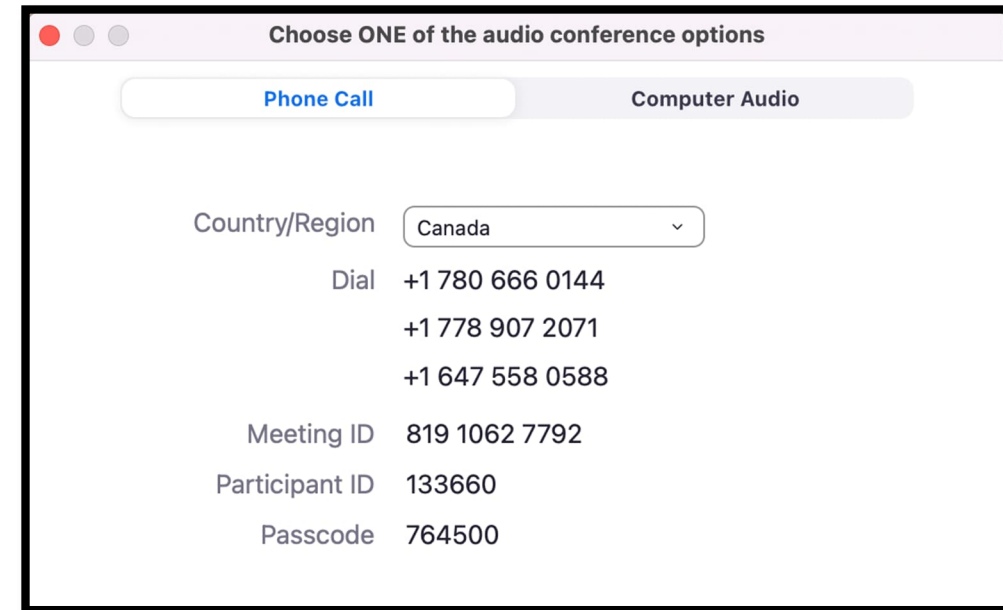 Choose ONE of the audio conference options
Phone Call Computer Audio
Country/Region Canada
Dial +1 780 666 0144
+1 778 907 2071
+1 647 558 0588
Meeting ID 819 1062 7792
Participant ID 133660
Passcode 764500